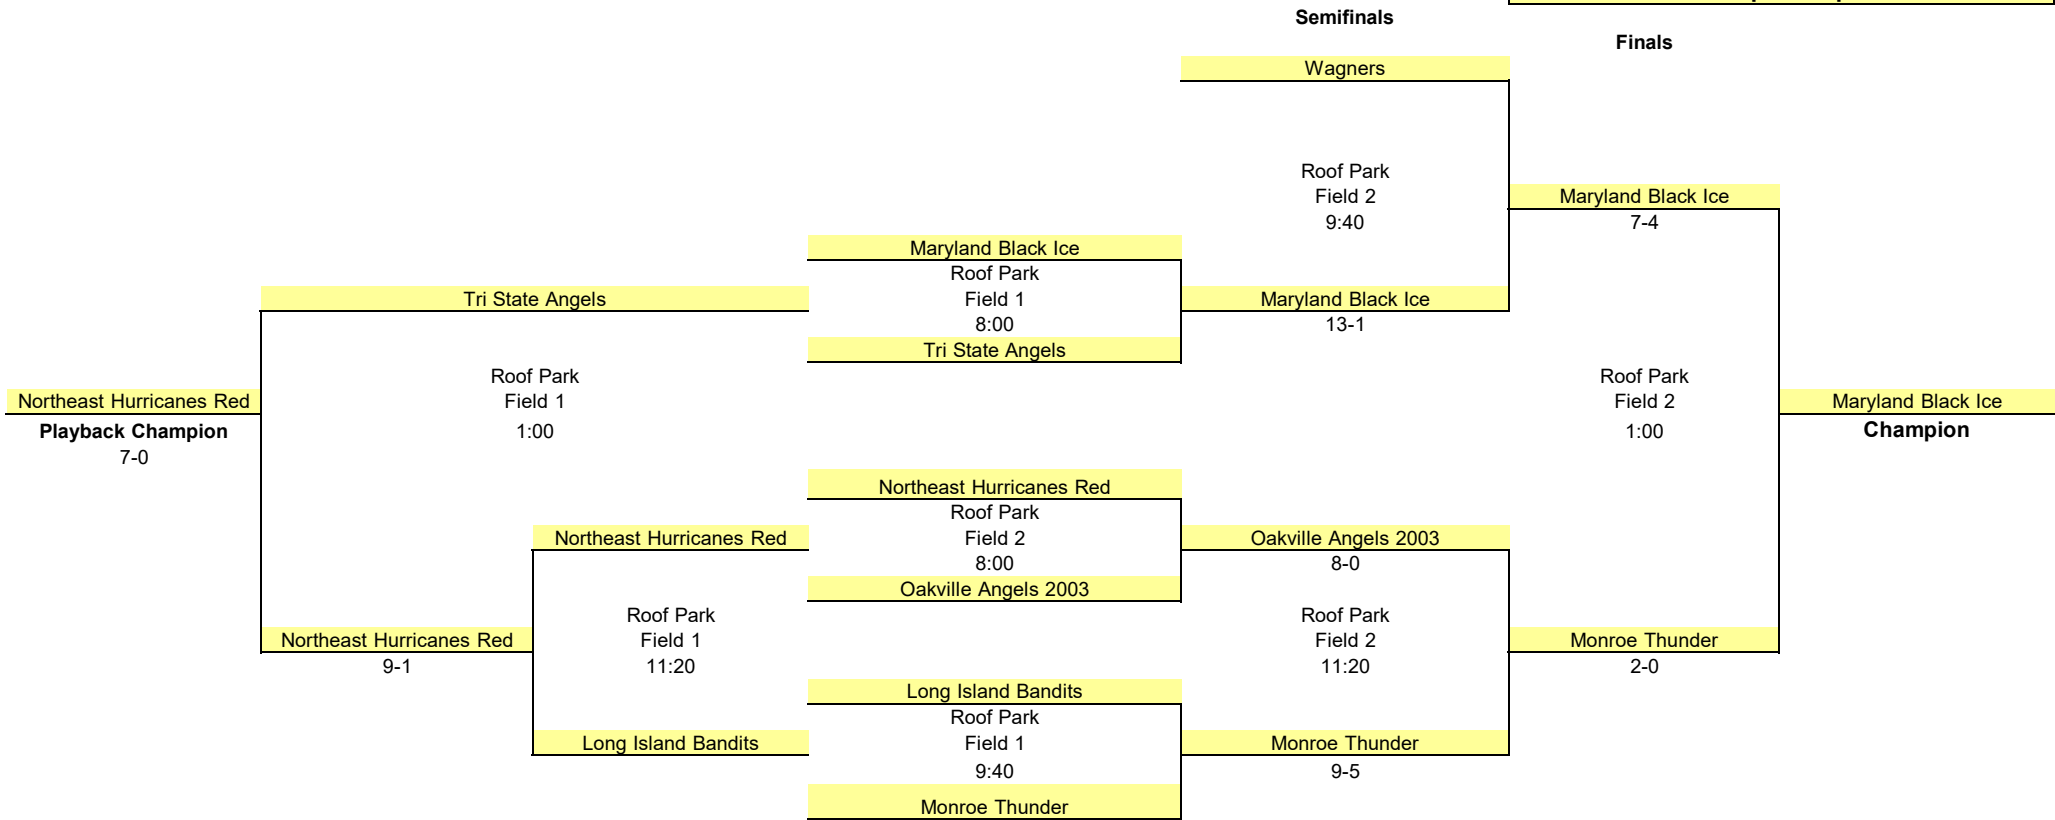 Semifinals
Finals
Wagners
Roof Park
Field 2
9:40
Maryland Black Ice
7-4
Maryland Black Ice
Roof Park
Field 1
8:00
Tri State Angels
Tri State Angels
Maryland Black Ice
13-1
Roof Park
Field 1
1:00
Roof Park
Field 2
1:00
Northeast Hurricanes Red
Playback Champion
7-0
Maryland Black Ice
Champion
Northeast Hurricanes Red
Roof Park
Field 2
8:00
Oakville Angels 2003
Northeast Hurricanes Red
Oakville Angels 2003
8-0
Roof Park
Field 1
11:20
Roof Park
Field 2
11:20
Northeast Hurricanes Red
9-1
Monroe Thunder
2-0
Long Island Bandits
Roof Park
Field 1
9:40
Monroe Thunder
Long Island Bandits
Monroe Thunder
9-5